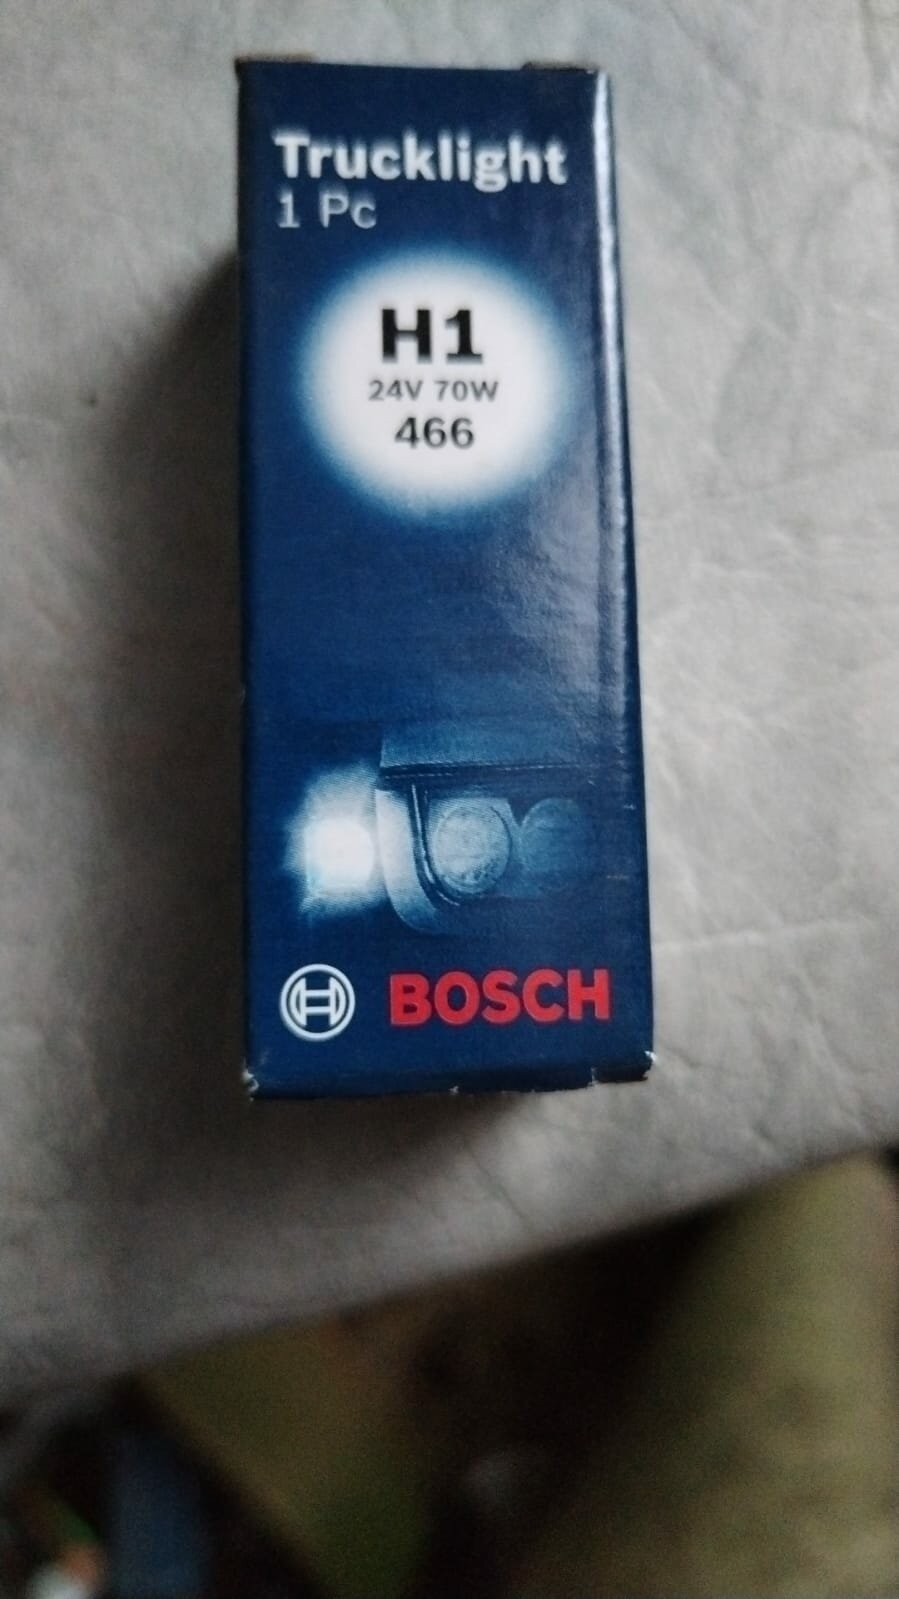 Trucklight
1 Pc
H1
24V 70W
466
BOSCH